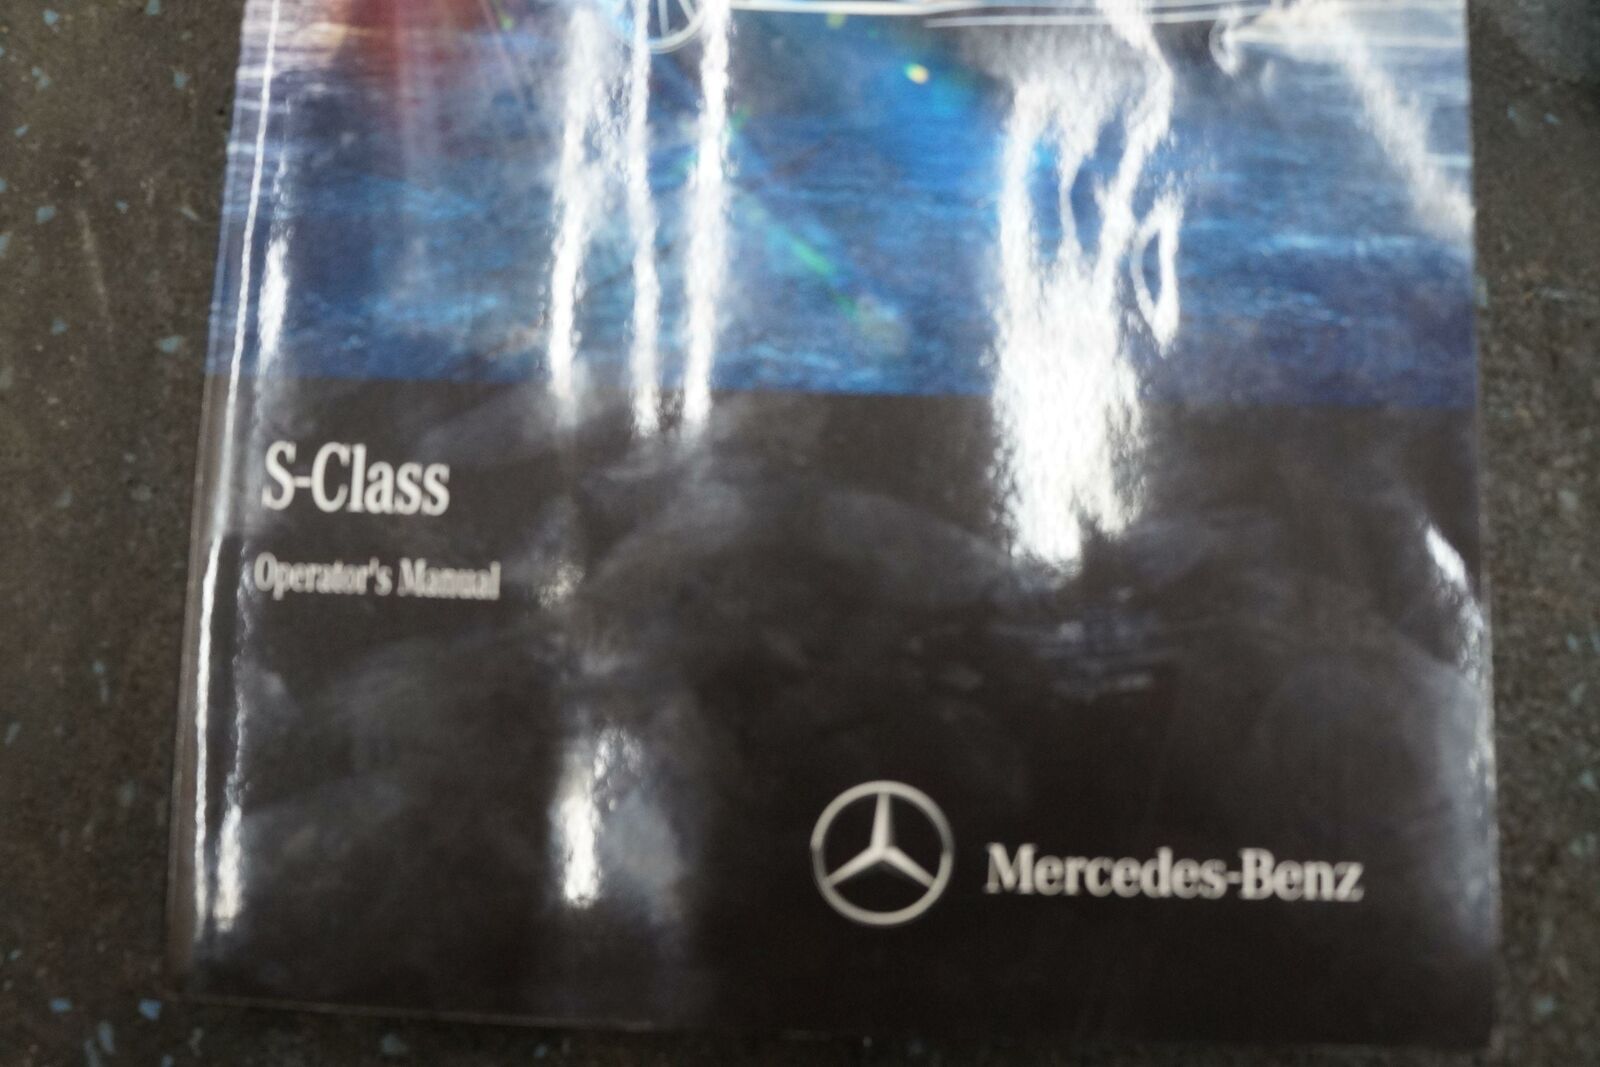 S-Class
Operator's Manual
Mercedes-Benz